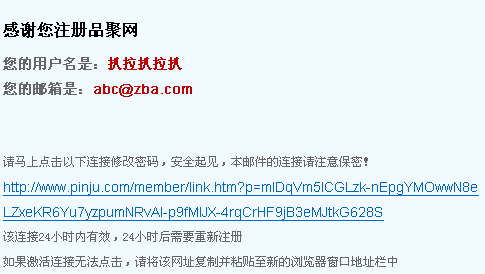 感谢您注册品聚网
您的用户名是：扒拉扒拉扒
您的邮箱是：abc@zba.com
请马上点击以下连接修改密码，安全起见，本邮件的连接请注意保密！
http://www.pinju.com/member/link.htm?p=mIDqVm5ICGLzk-nEpgYMOwwN8e
LZxeKR6Yu7yzpumNRvAl-p9fMIJX-4rqCrHF9jB3eMJtkG628S
该连接24小时内有效，24小时后需要重新注册
如果激活连接无法点击，请将该网址复制并粘贴至新的浏览器窗口地址栏中